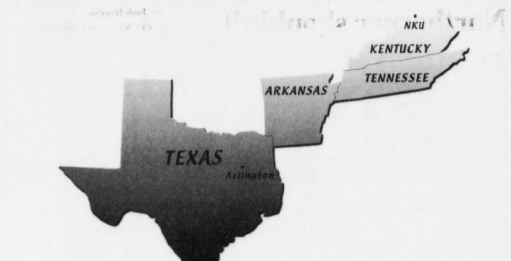 NKU
KENTUCKY
TENNESSEE
ARKANSAS
TEXAS
Arlington